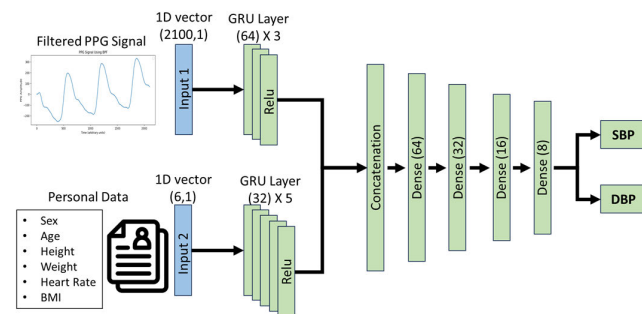 Filtered PPG Signal
1D vector
(2100,1)
GRU Layer
(64) X 3
Input 1
Relu
Personal Data
• Sex
• Age
• Height
• Weight
• Heart Rate
• BMI
1D vector
(6,1)
GRU Layer
(32) X 5
Input 2
Relu
Concatenation
Dense (64)
Dense (32)
Dense (16)
Dense (8)
SBP
DBP